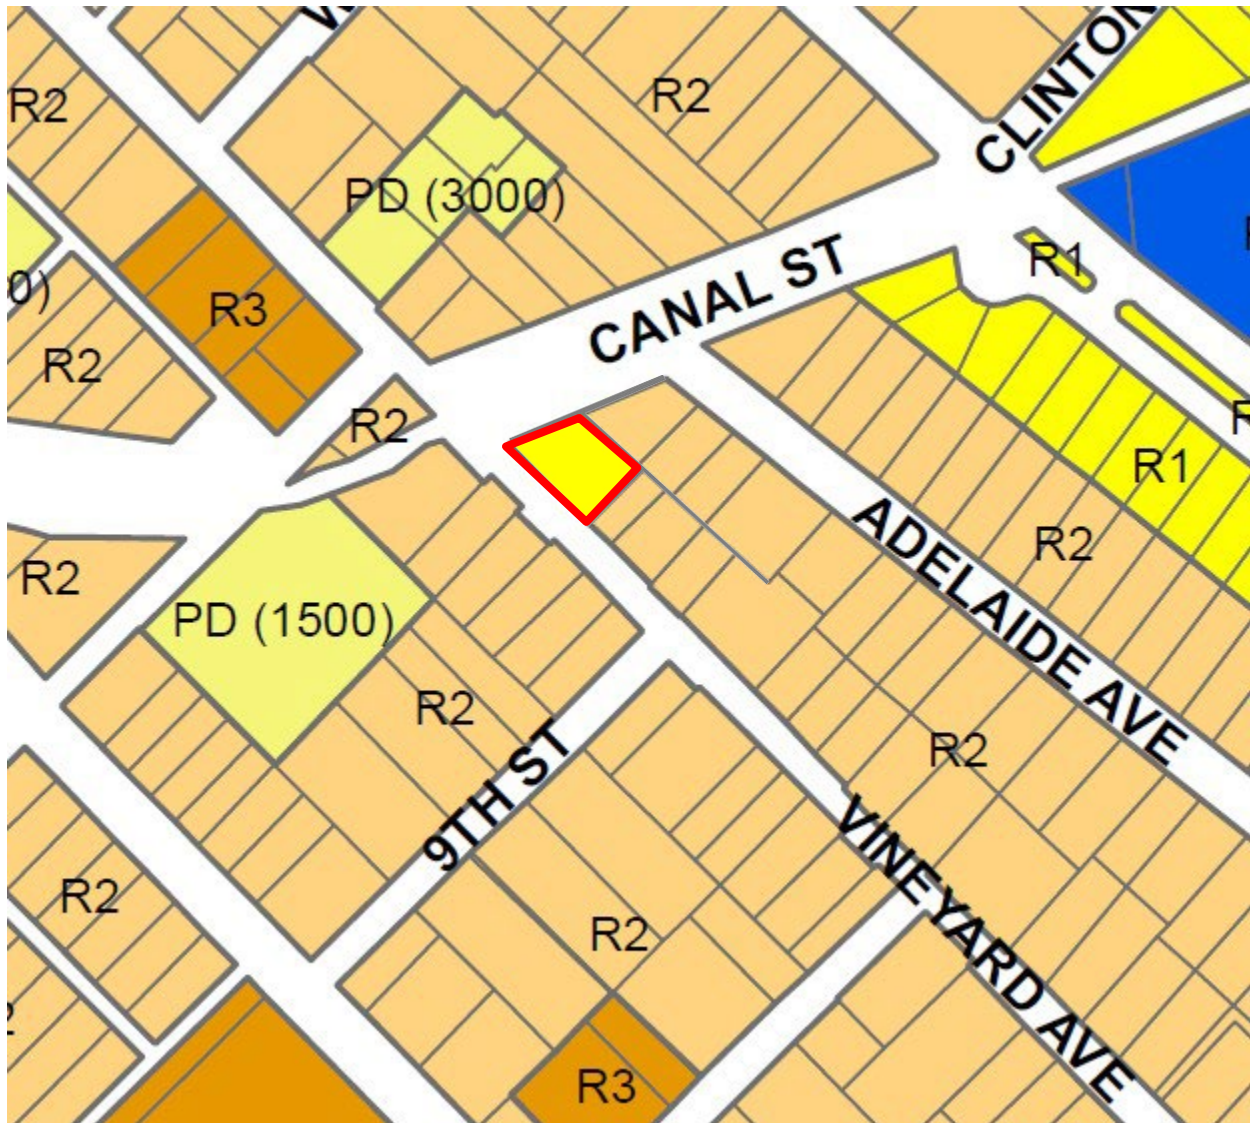 R2
R2
CLINTON
PD (3000)
R1
R3
0)
CANAL ST
R2
R2
R1
R2
ADELAIDE AVE
R2
PD (1500)
R2
R2
9TH ST
VINEYARD AVE
R2
R2
R3